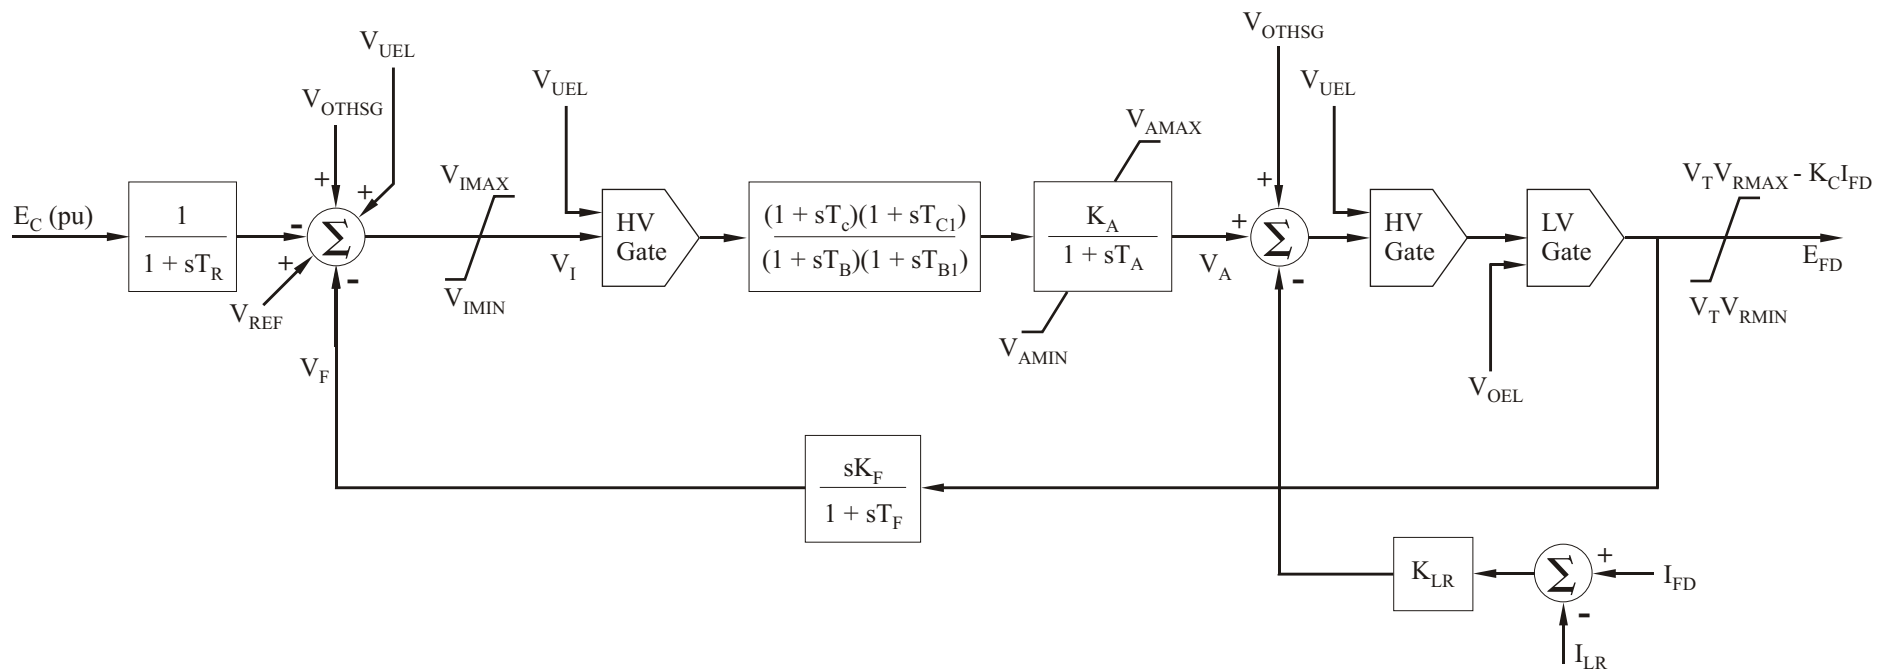 V_OTHSG
V_UEL
V_UEL
V_UEL
V_OTHSG
V_AMAX
V_IMAX
V_T V_RMAX - K_C I_FD
+
+
+
E_C (pu)
1
1 + sT_R
-
Σ
+
-
V_REF
V_IMIN
V_I
HV
Gate
(1 + sT_c)(1 + sT_C1)
(1 + sT_B)(1 + sT_B1)
K_A
1 + sT_A
V_A
+
Σ
-
HV
Gate
LV
Gate
E_FD
V_T V_RMIN
V_AMIN
V_F
V_OEL
sK_F
1 + sT_F
K_LR
Σ
+
I_FD
-
I_LR